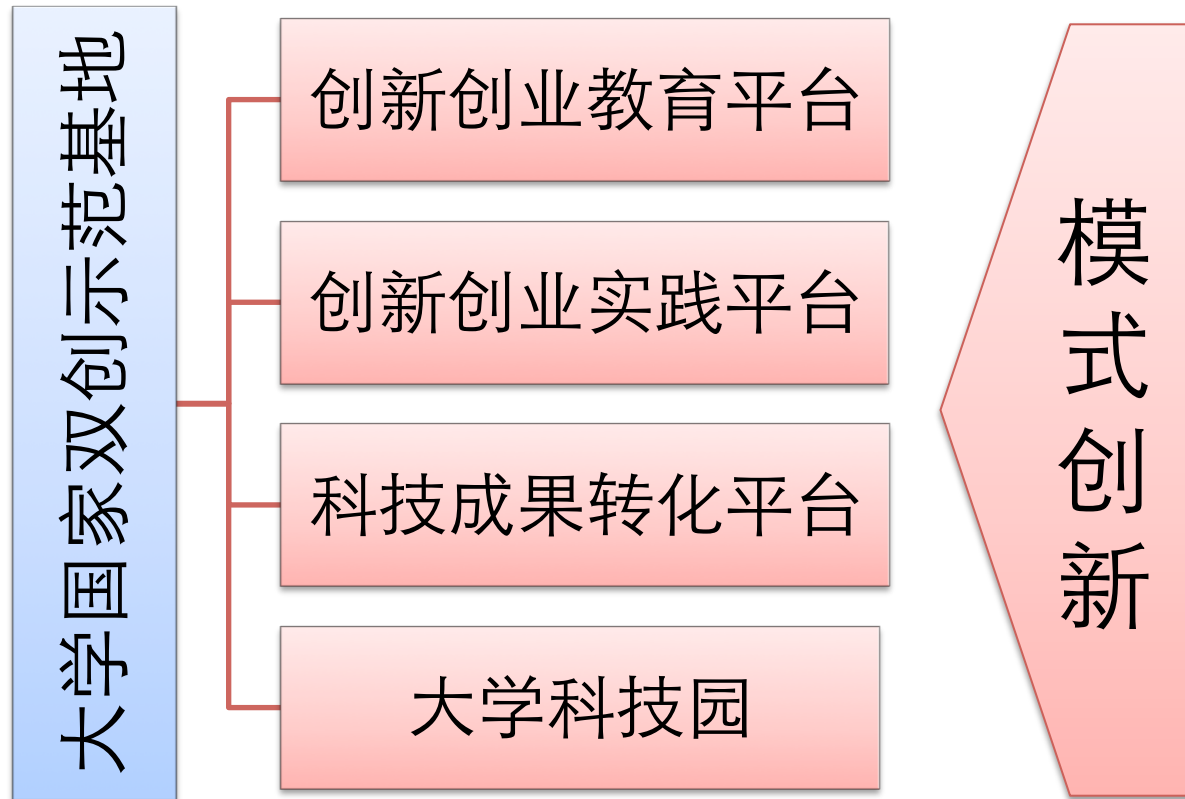 大学国家双创示范基地
创新创业教育平台
创新创业实践平台
科技成果转化平台
大学科技园
模式创新